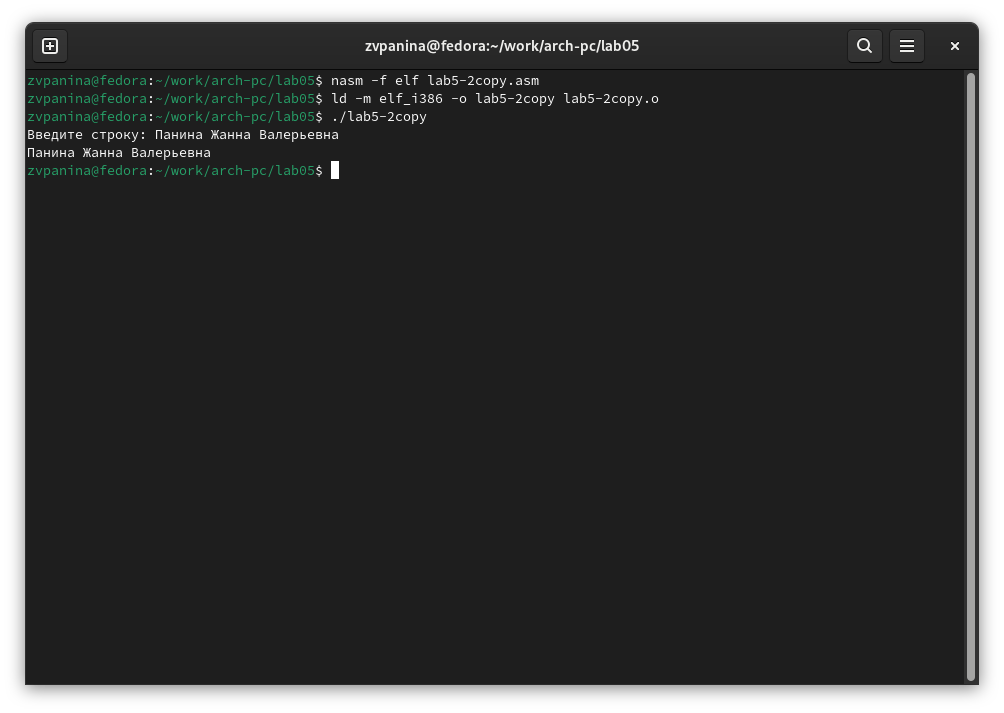 zvpanina@fedora:~/work/arch-pc/lab05
zvpanina@fedora:~/work/arch-pc/lab05$ nasm -f elf lab5-2copy.asm
zvpanina@fedora:~/work/arch-pc/lab05$ ld -m elf_i386 -o lab5-2copy lab5-2copy.o
zvpanina@fedora:~/work/arch-pc/lab05$ ./lab5-2copy
Введите строку: Панина Жанна Валерьевна
Панина Жанна Валерьевна
zvpanina@fedora:~/work/arch-pc/lab05$